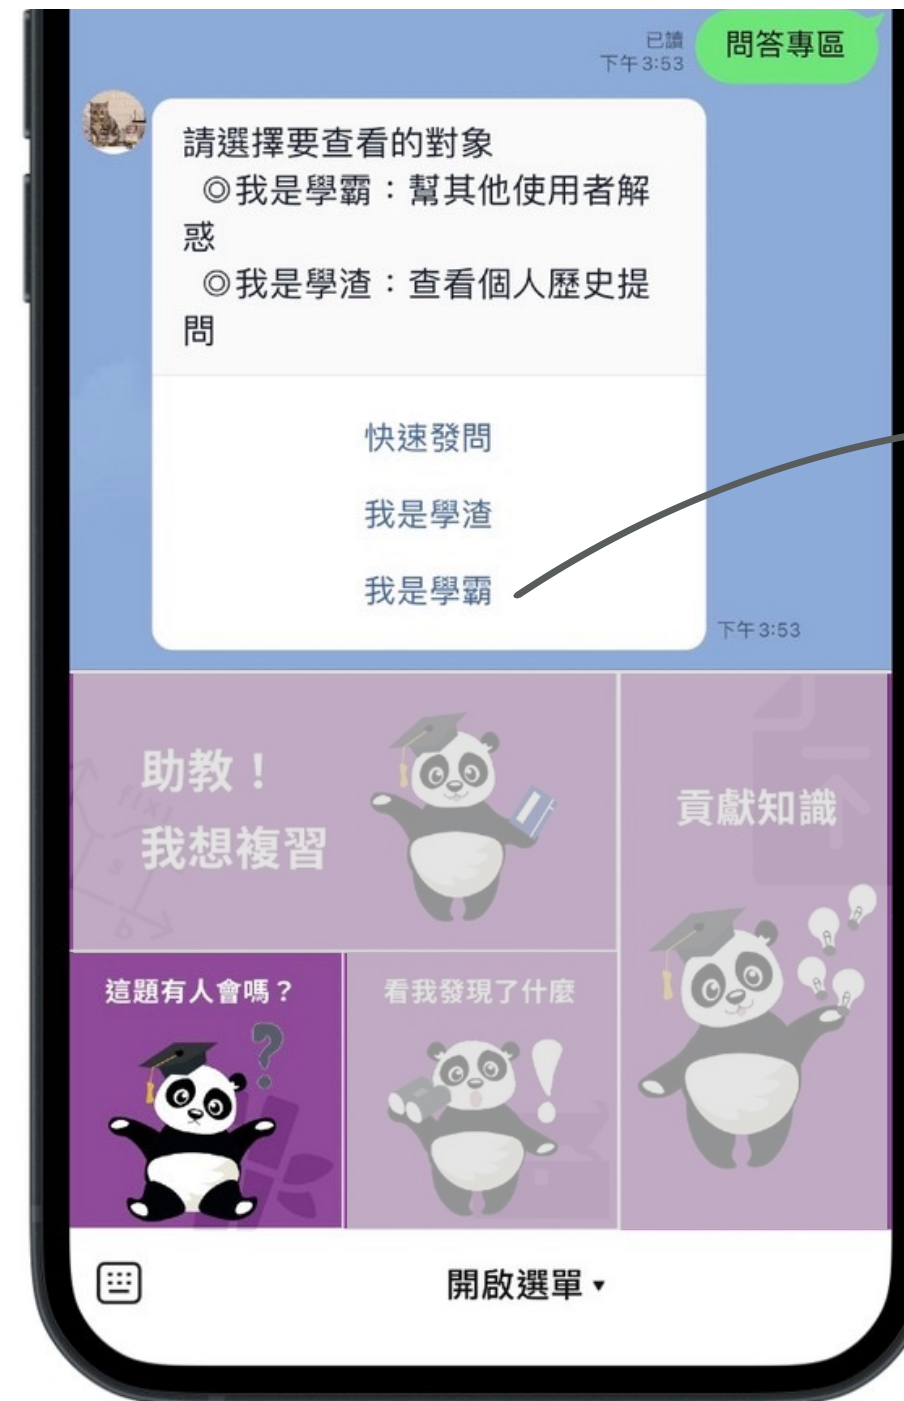 已讀
下午3:53
問答專區
請選擇要查看的對象
◎我是學霸：幫其他使用者解
惑
◎我是學渣：查看個人歷史提
問
快速發問
我是學渣
我是學霸
下午3:53
助教！
我想複習
f(x)
s
b
貢獻知識
這題有人會嗎？
?
看我發現了什麼
!
開啟選單▼